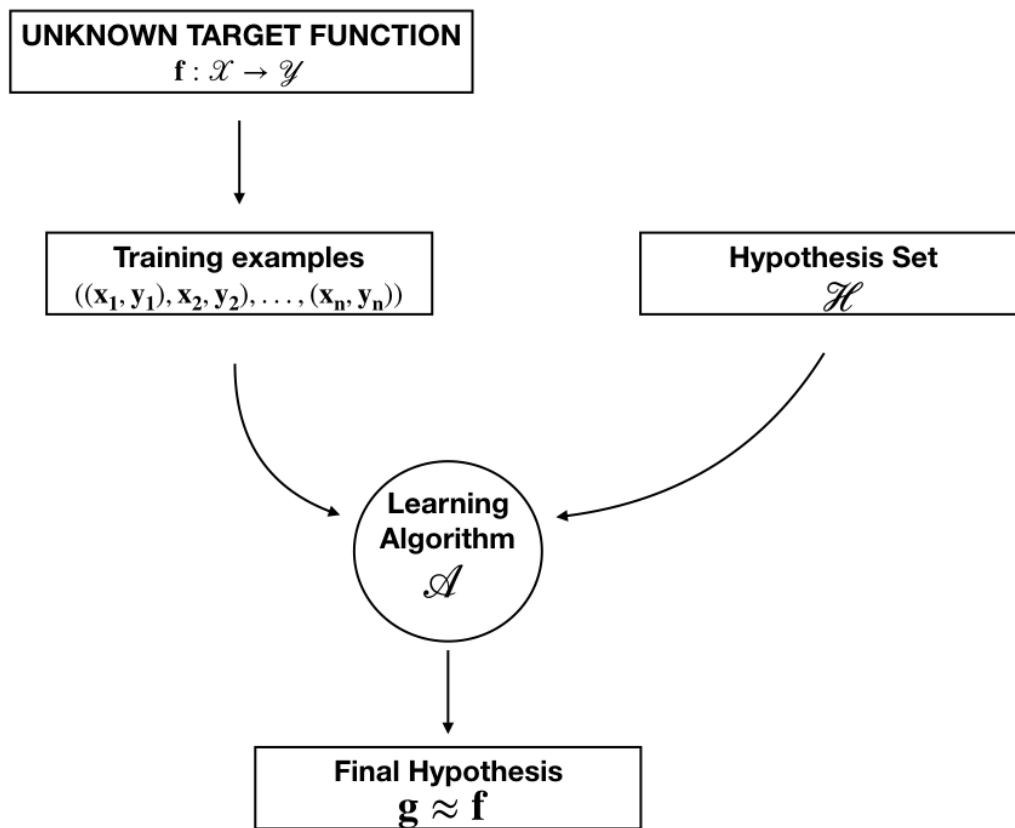 UNKNOWN TARGET FUNCTION
f : 𝒳 → 𝒴
Training examples
((x₁, y₁), x₂, y₂), . . . , (xₙ, yₙ))
Hypothesis Set
ℋ
Learning
Algorithm
𝒜
Final Hypothesis
g ≈ f